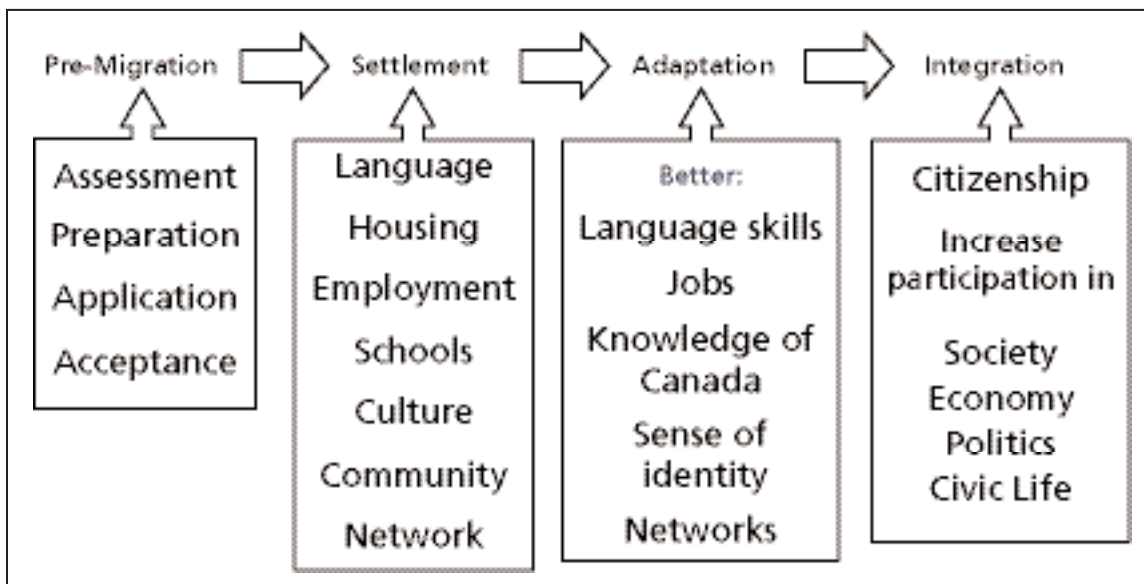 Pre-Migration
Settlement
Adaptation
Integration
Assessment
Preparation
Application
Acceptance
Language
Housing
Employment
Schools
Culture
Community
Network
Better:
Language skills
Jobs
Knowledge of
Canada
Sense of
identity
Networks
Citizenship
Increase
participation in
Society
Economy
Politics
Civic Life